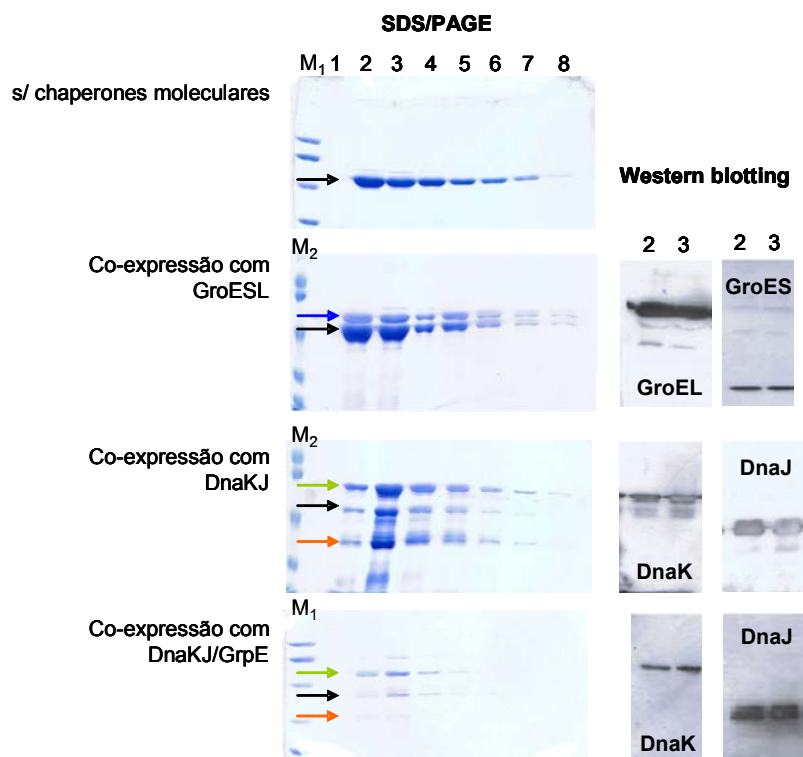 SDS/PAGE
M1 1 2 3 4 5 6 7 8
s/ chaperones moleculares
Western blotting
M2
Co-expressão com
GroESL
2 3
2 3
GroES
GroEL
M2
Co-expressão com
DnaKJ
DnaJ
DnaK
M1
Co-expressão com
DnaKJ/GrpE
DnaJ
DnaK